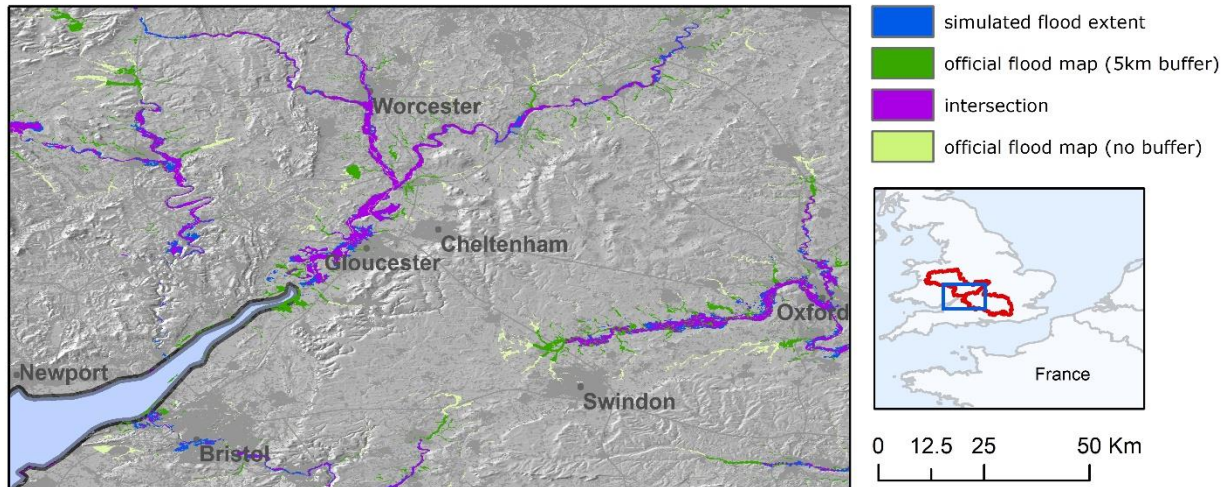 simulated flood extent
official flood map (5km buffer)
intersection
official flood map (no buffer)
Worcester
Cheltenham
Gloucester
Oxford
Newport
Swindon
Bristol
France
0 12.5 25 50 Km